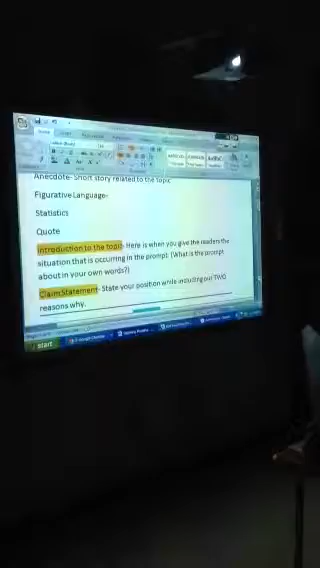 Anecdote- Short story related to the topic
Figurative Language-
Statistics
Quote
Introduction to the topic- Here is when you give the readers the
situation that is occurring in the prompt. (What is the prompt
about in your own words?)
Claim Statement- State your position while including our TWO
reasons why.
start